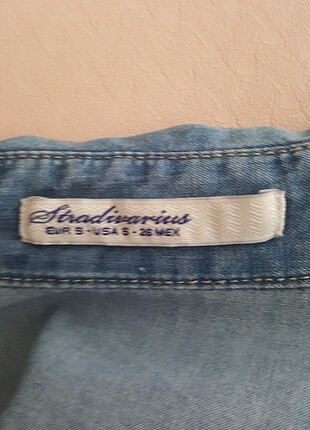 Stradivarius
EUR S - USA S - 26 MEX